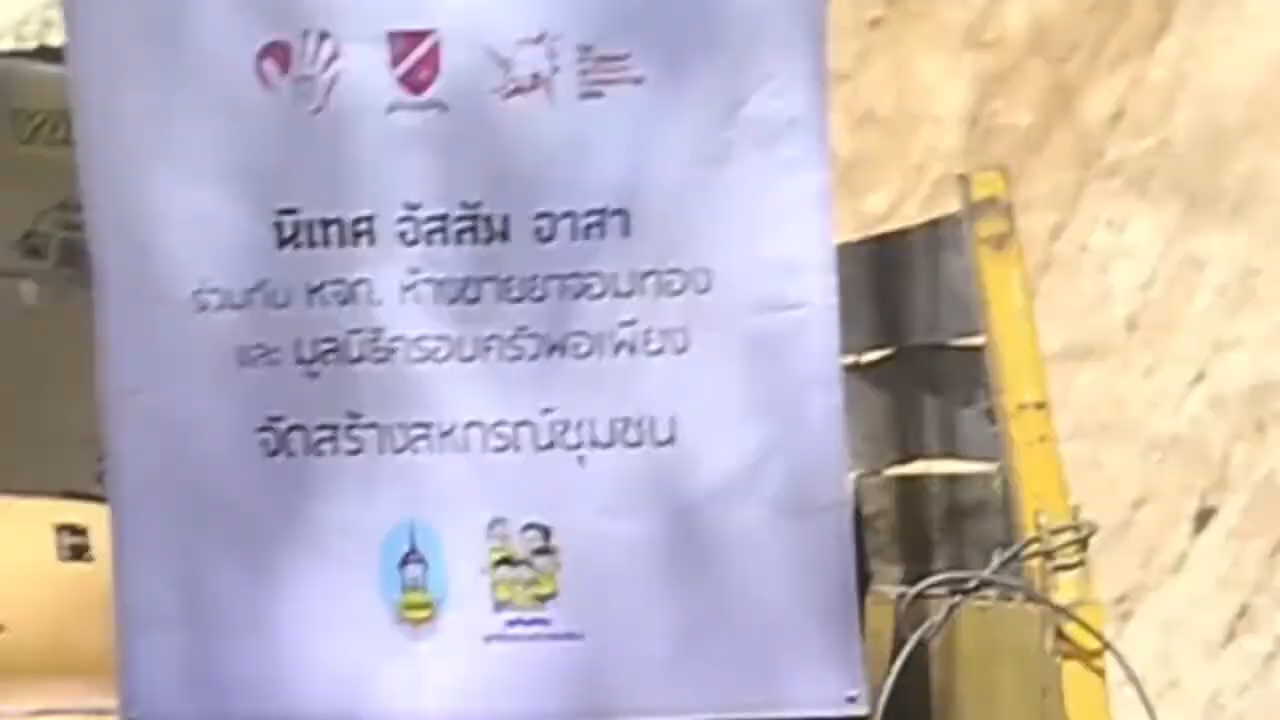 นิเทศ อัสสัม อาสา
ร่วมกับ หจก. ห้างขายยาจอมทอง
และ มูลนิธิครอบครัวพอเพียง
จัดสร้างสหกรณ์ชุมชน